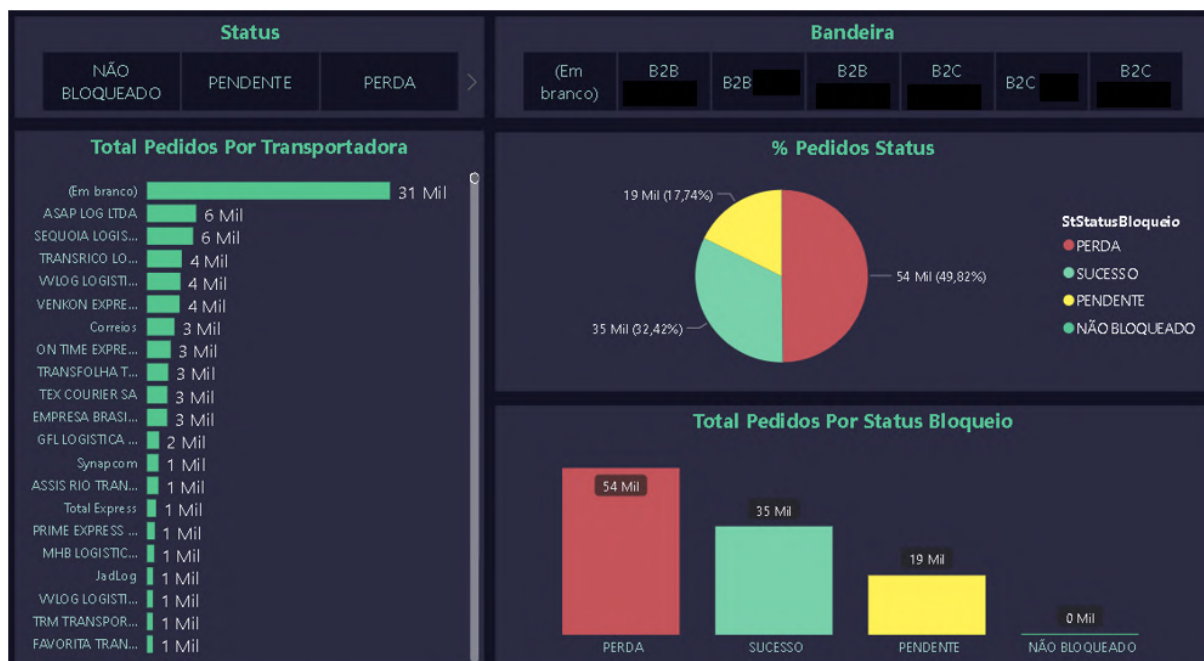 Status
NÃO
BLOQUEADO
PENDENTE
PERDA
Bandeira
(Em
branco)
B2B
B2B
B2B
B2C
B2C
B2C
Total Pedidos Por Transportadora
(Em branco) 31 Mil
ASAP LOG LTDA 6 Mil
SEQUOIA LOGIS... 6 Mil
TRANSRICO LO... 4 Mil
VVLOG LOGISTI... 4 Mil
VENKON EXPRE... 4 Mil
Correios 3 Mil
ON TIME EXPRE... 3 Mil
TRANSFOLHA T... 3 Mil
TEX COURIER SA 3 Mil
EMPRESA BRASI... 3 Mil
GFL LOGISTICA ... 2 Mil
Synapcom 1 Mil
ASSIS RIO TRAN... 1 Mil
Total Express 1 Mil
PRIME EXPRESS ... 1 Mil
MHB LOGISTIC... 1 Mil
JadLog 1 Mil
VVLOG LOGISTI... 1 Mil
TRM TRANSPOR... 1 Mil
FAVORITA TRAN... 1 Mil
% Pedidos Status
19 Mil (17,74%)
54 Mil (49,82%)
35 Mil (32,42%)
StStatusBloqueio
PERDA
SUCESSO
PENDENTE
NÃO BLOQUEADO
Total Pedidos Por Status Bloqueio
54 Mil
35 Mil
19 Mil
0 Mil
PERDA
SUCESSO
PENDENTE
NÃO BLOQUEADO